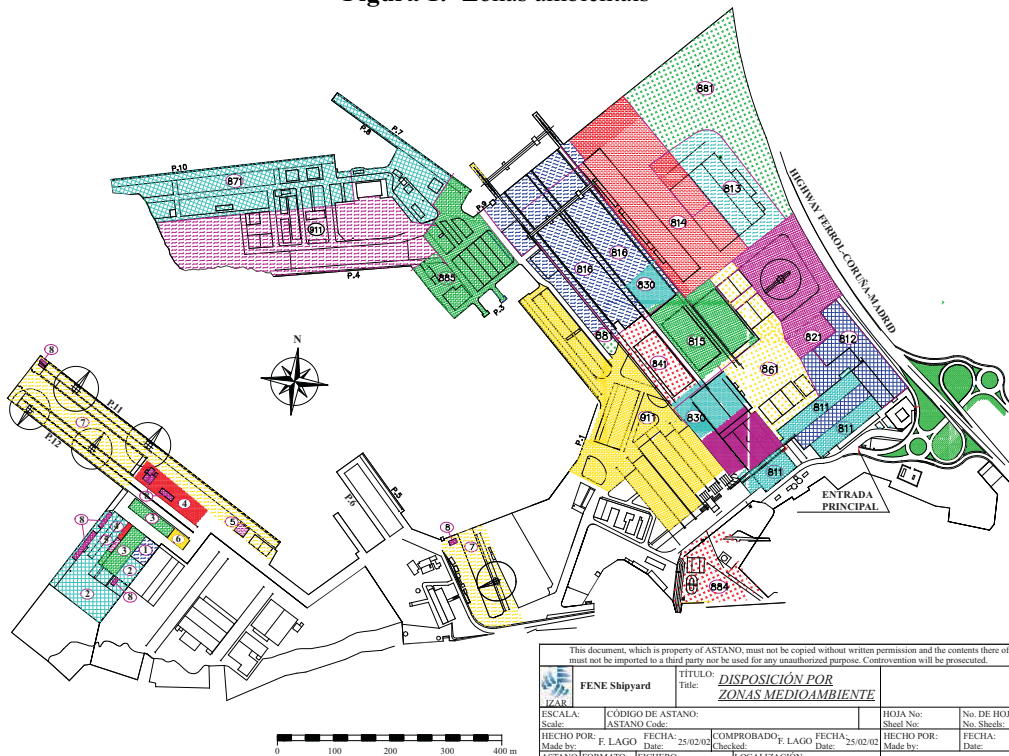 Figura 1.- Zonas ambientais
881
P.7
P.8
P.10
871
813
HIGHWAY FERROL-CORUÑA-MADRID
P.9
814
911
816
P.4
885
816
830
P.3
881
815
821
812
N
841
861
8
P.11
7
P.12
830
911
811
811
P.1
811
4
P.5
P.6
ENTRADA
PRINCIPAL
8
3
5
8
6
3
1
2
2
8
8
7
884
This document, which is property of ASTANO, must not be copied without written permission and the contents there of
must not be imported to a third party nor be used for any unauthorized purpose. Controvention will be prosecuted.
IZAR
FENE Shipyard
TÍTULO:
Title:
DISPOSICIÓN POR
ZONAS MEDIOAMBIENTE
ESCALA:
Scale:
CÓDIGO DE ASTANO:
ASTANO Code:
HOJA No:
Sheel No:
No. DE HOJ
No. Sheels:
HECHO POR:
Made by:
F. LAGO
FECHA:
Date:
25/02/02
COMPROBADO:
Checked:
F. LAGO
FECHA:
Date:
25/02/02
HECHO POR:
Made by:
FECHA:
Date:
0 100 200 300 400 m